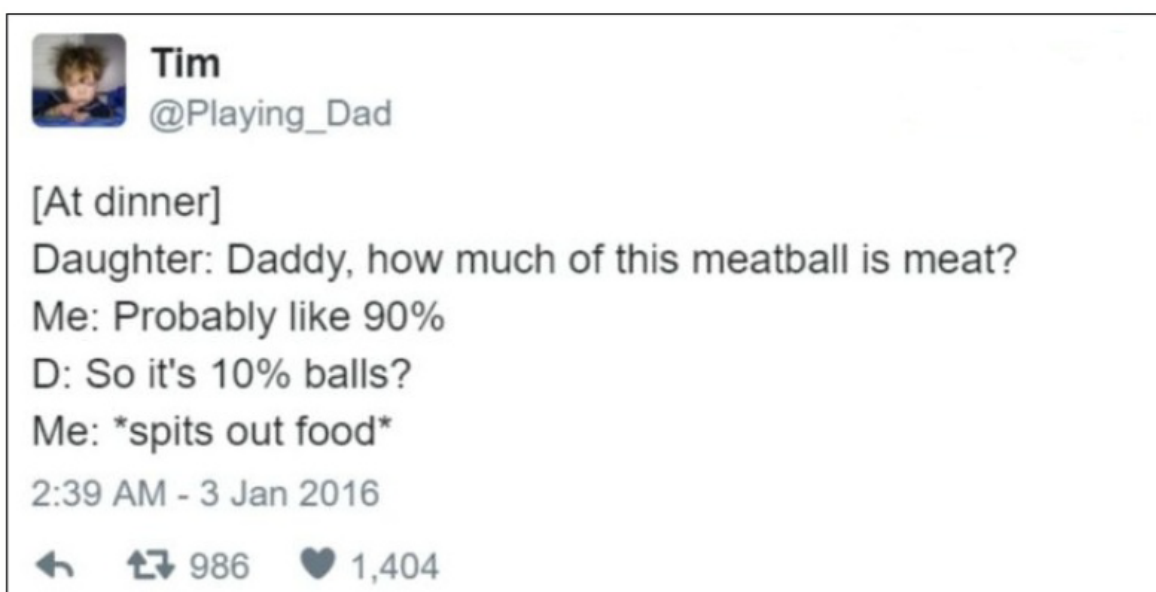 Tim
@Playing_Dad
[At dinner]
Daughter: Daddy, how much of this meatball is meat?
Me: Probably like 90%
D: So it's 10% balls?
Me: *spits out food*
2:39 AM - 3 Jan 2016
986 1,404